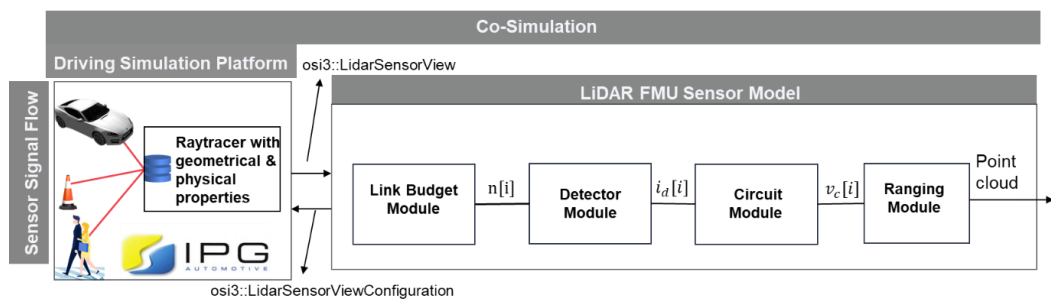 Co-Simulation
Driving Simulation Platform
osi3::LidarSensorView
Sensor Signal Flow
LiDAR FMU Sensor Model
Raytracer with
geometrical &
physical
properties
Link Budget
Module
n[i]
Detector
Module
i_d[i]
Circuit
Module
v_c[i]
Ranging
Module
Point
cloud
IPG
AUTOMOTIVE
osi3::LidarSensorViewConfiguration